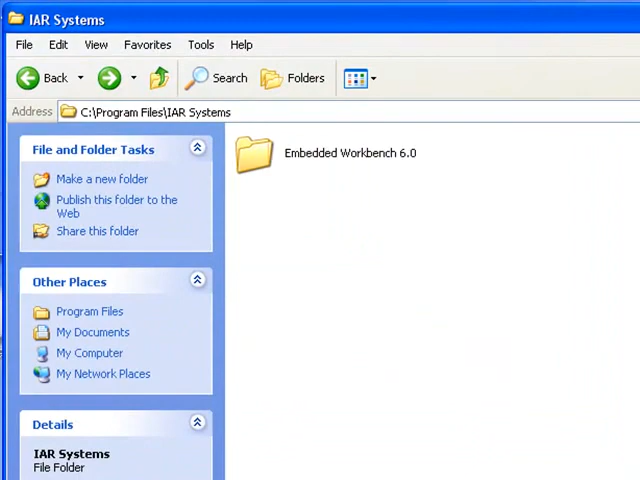 IAR Systems
File Edit View Favorites Tools Help
Back Search Folders
Address C:\Program Files\IAR Systems
File and Folder Tasks
Make a new folder
Publish this folder to the
Web
Share this folder
Other Places
Program Files
My Documents
My Computer
My Network Places
Details
IAR Systems
File Folder
Embedded Workbench 6.0